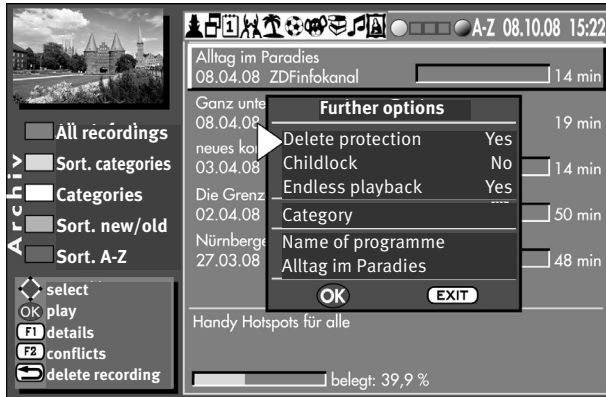 A-Z 08.10.08 15:22
Alltag im Paradies
08.04.08 ZDFinfokanal 14 min
Ganz unte
08.04.08 19 min
neues ko
03.04.08 14 min
Die Grenz
02.04.08 50 min
Nürnberge
27.03.08 48 min
Handy Hotspots für alle
belegt: 39,9 %
Further options
Delete protection Yes
Childlock No
Endless playback Yes
Category
Name of programme
Alltag im Paradies
OK EXIT
Archiv
All recordings
Sort. categories
Categories
Sort. new/old
Sort. A-Z
select
OK play
F1 details
F2 conflicts
delete recording